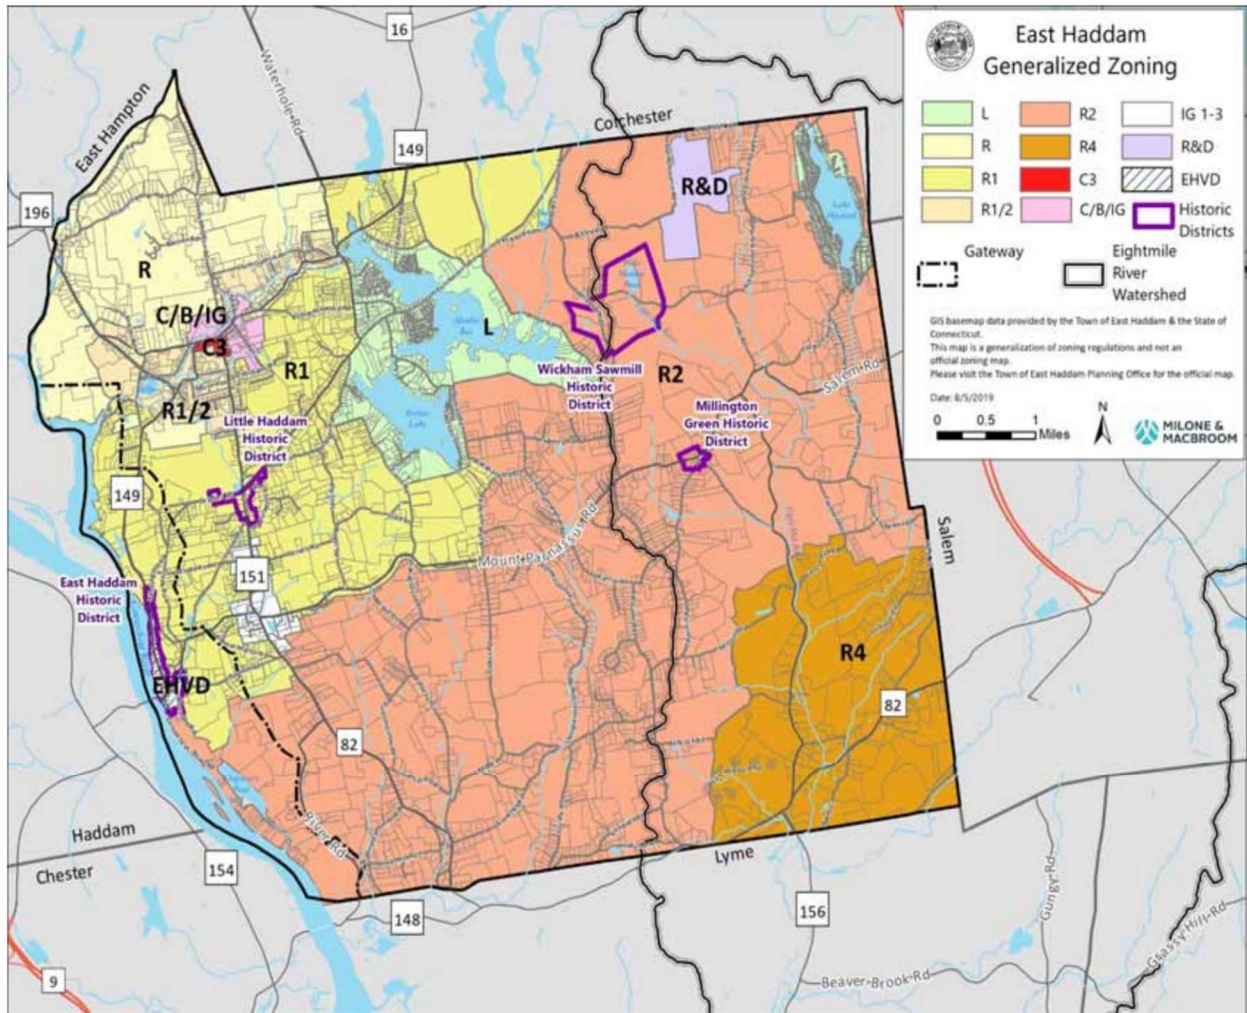 16
Waterhole Rd
East Hampton
149
Colchester
196
R&D
Lake
Hayward
R
C/B/IG
C3
L
R1
R1/2
Wickham Sawmill
Historic
District
R2
Salem Rd
Little Haddam
Historic
District
Millington
Green Historic
District
149
Mount Parnassus Rd
Salem
East Haddam
Historic
District
151
EHVD
R4
82
82
River Rd
Haddam
Chester
154
Lyme
148
156
Gungy Rd
Grassy Hill Rd
Beaver Brook Rd
9
East Haddam
Generalized Zoning
L
R2
IG 1-3
R
R4
R&D
R1
C3
EHVD
R1/2
C/B/IG
Historic
Districts
Gateway
Eightmile
River
Watershed
GIS basemap data provided by the Town of East Haddam & the State of
Connecticut.
This map is a generalization of zoning regulations and not an
official zoning map.
Please visit the Town of East Haddam Planning Office for the official map.
Date: 8/5/2019
0 0.5 1
Miles
N
MILONE &
MACBROOM